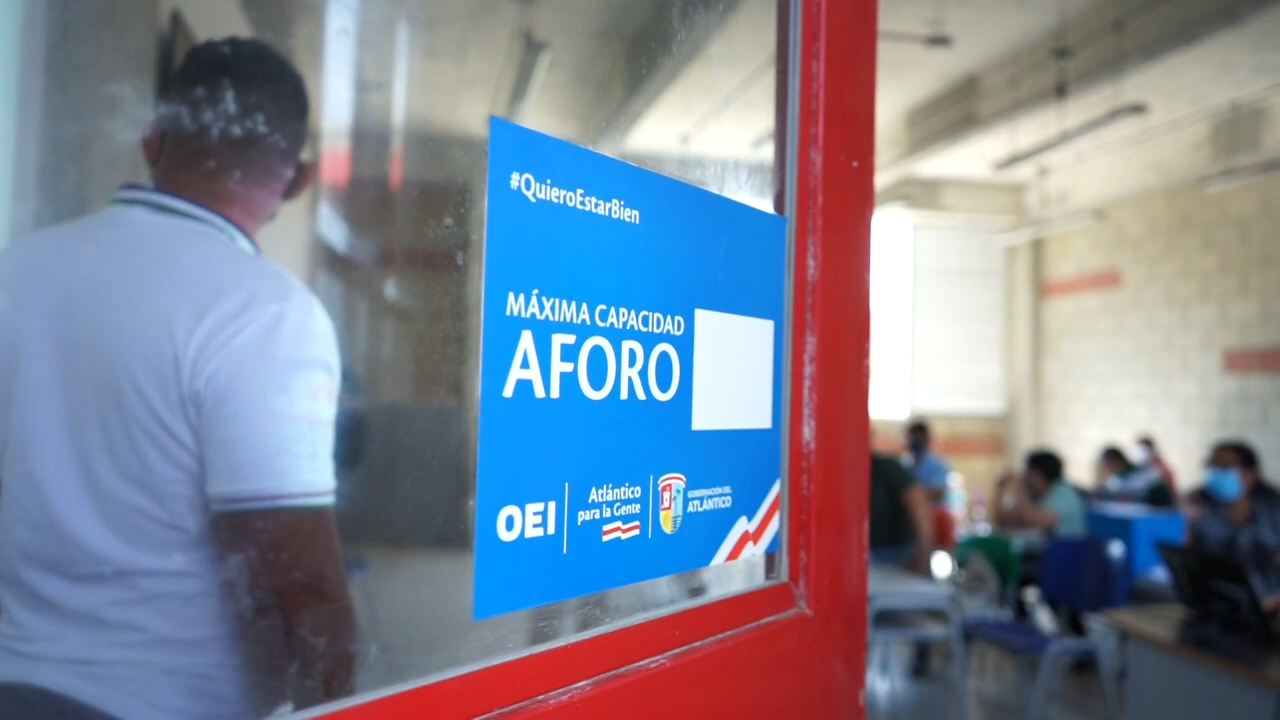 #QuieroEstarBien
MÁXIMA CAPACIDAD
AFORO
OEI
Atlántico
para la Gente
GOBERNACIÓN DEL
ATLÁNTICO